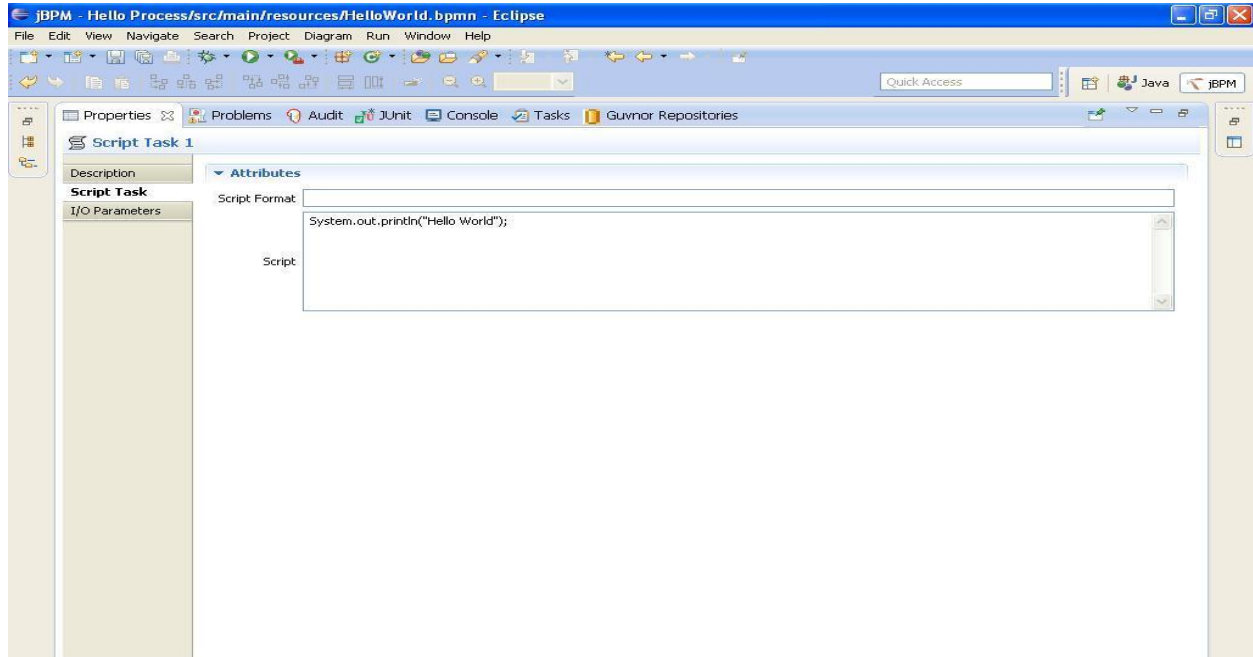 jBPM - Hello Process/src/main/resources/HelloWorld.bpmn - Eclipse
File Edit View Navigate Search Project Diagram Run Window Help
Quick Access
Java
jBPM
Properties Problems Audit JUnit Console Tasks Guvnor Repositories
Script Task 1
Description
Script Task
I/O Parameters
Attributes
Script Format
System.out.println("Hello World");
Script